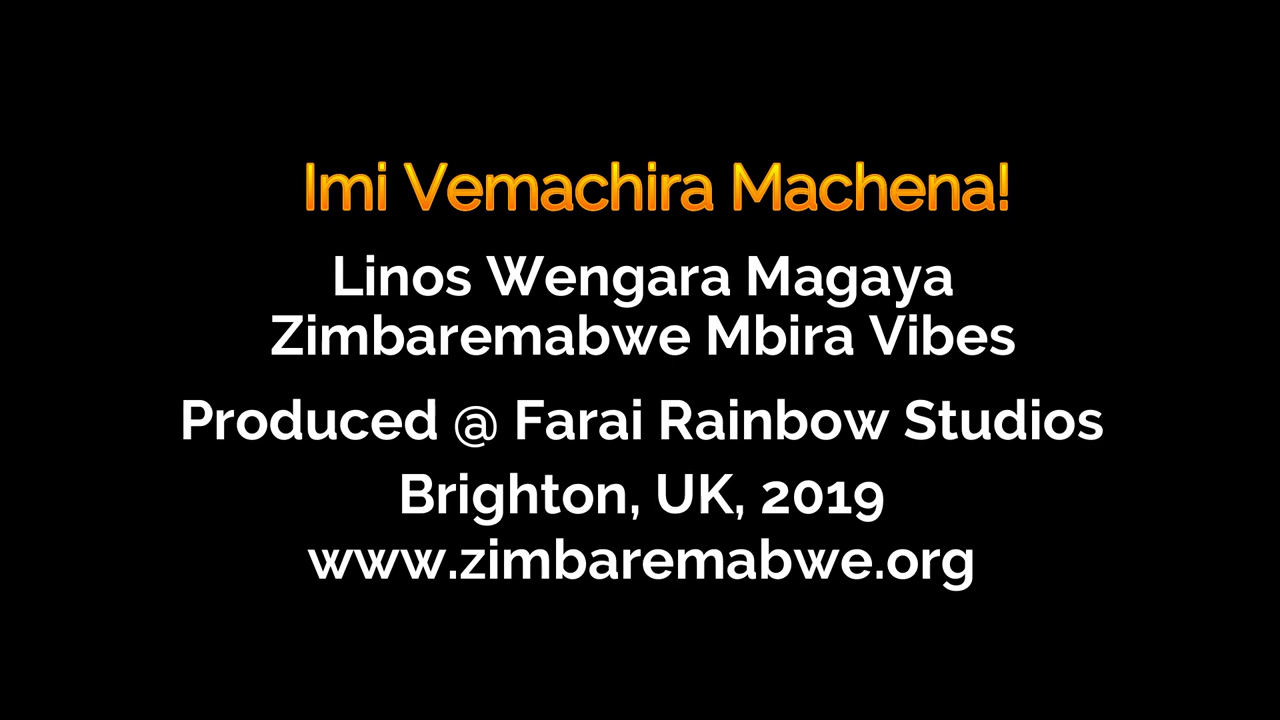 Imi Vemachira Machena!
Linos Wengara Magaya
Zimbaremabwe Mbira Vibes
Produced @ Farai Rainbow Studios
Brighton, UK, 2019
www.zimbaremabwe.org